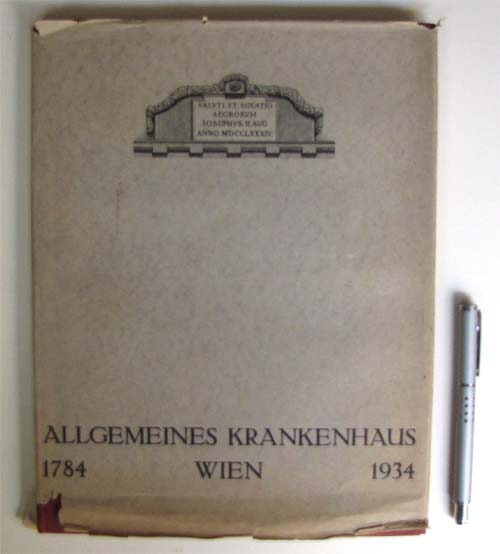 SALVTI ET SOLATIO
AEGRORVM
IOSEPHVS II AVG
ANNO MDCCLXXXIV
ALLGEMEINES KRANKENHAUS
1784 WIEN 1934